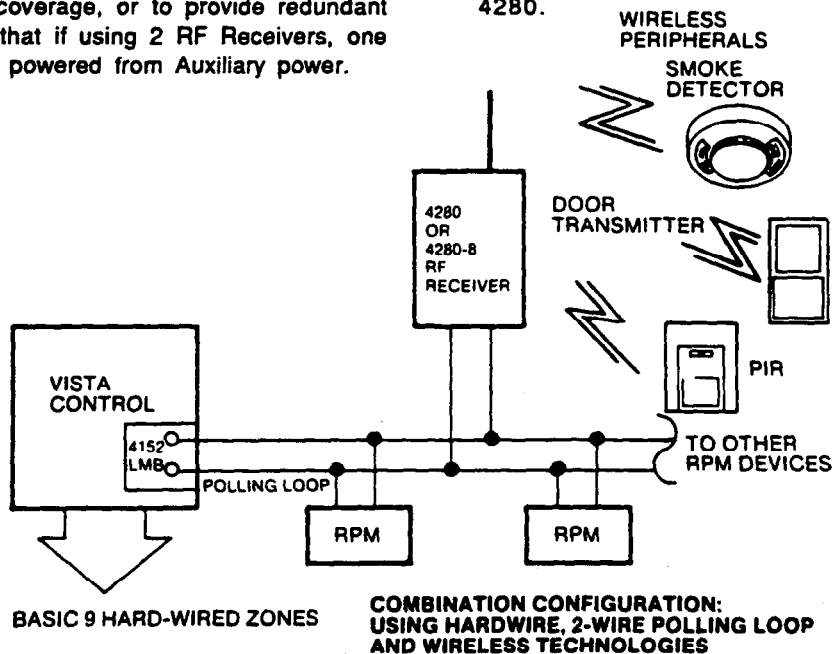 coverage, or to provide redundant
that if using 2 RF Receivers, one
powered from Auxiliary power.
4280.
WIRELESS
PERIPHERALS
SMOKE
DETECTOR
4280
OR
4280-8
RF
RECEIVER
DOOR
TRANSMITTER
PIR
VISTA
CONTROL
4152
LMB
POLLING LOOP
TO OTHER
RPM DEVICES
RPM
RPM
BASIC 9 HARD-WIRED ZONES
COMBINATION CONFIGURATION:
USING HARDWIRE, 2-WIRE POLLING LOOP
AND WIRELESS TECHNOLOGIES